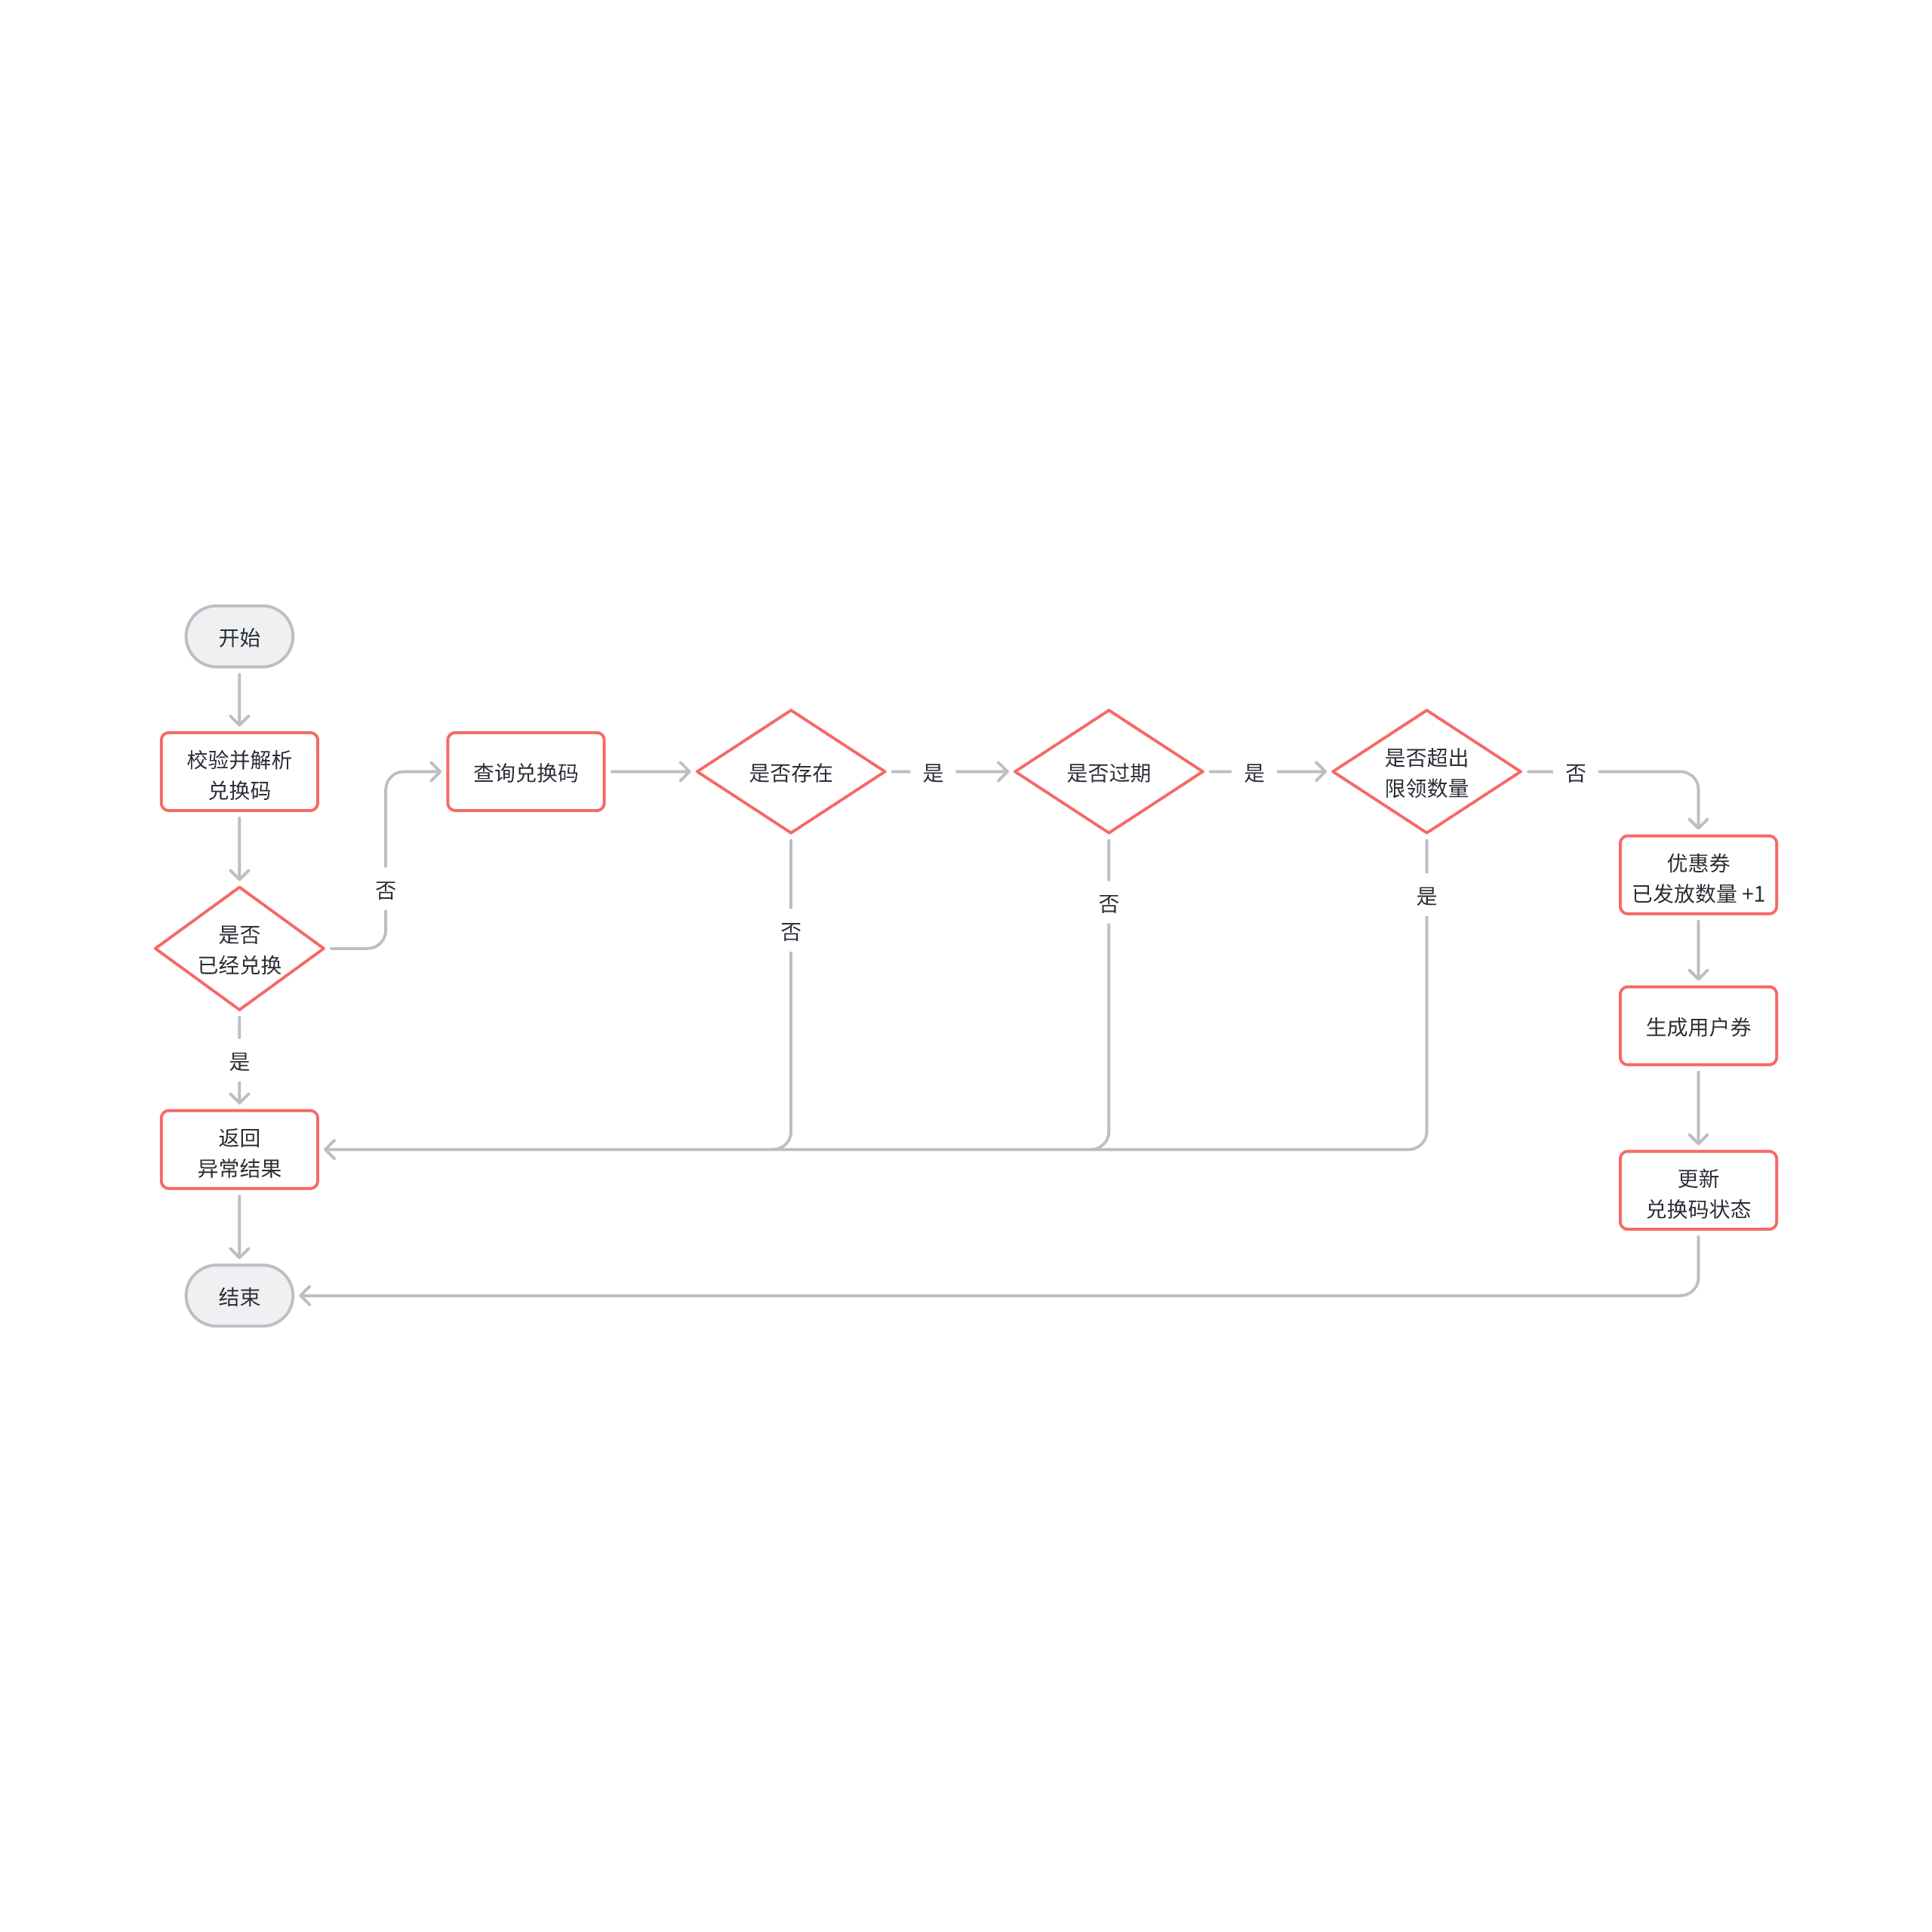 开始
校验并解析
兑换码
是否
已经兑换
是
返回
异常结果
结束
否
查询兑换码
是否存在
是
否
是否过期
是
否
是否超出
限领数量
否
是
优惠券
已发放数量 +1
生成用户券
更新
兑换码状态